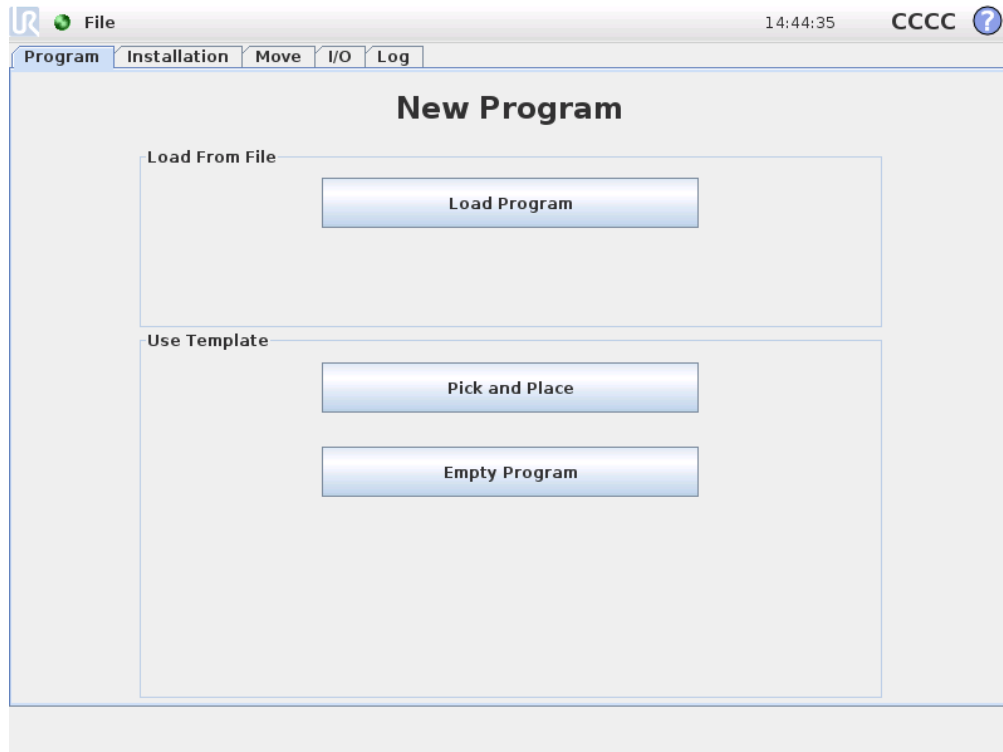 UR File 14:44:35 CCCC ?
Program Installation Move I/O Log
New Program
Load From File
Load Program
Use Template
Pick and Place
Empty Program